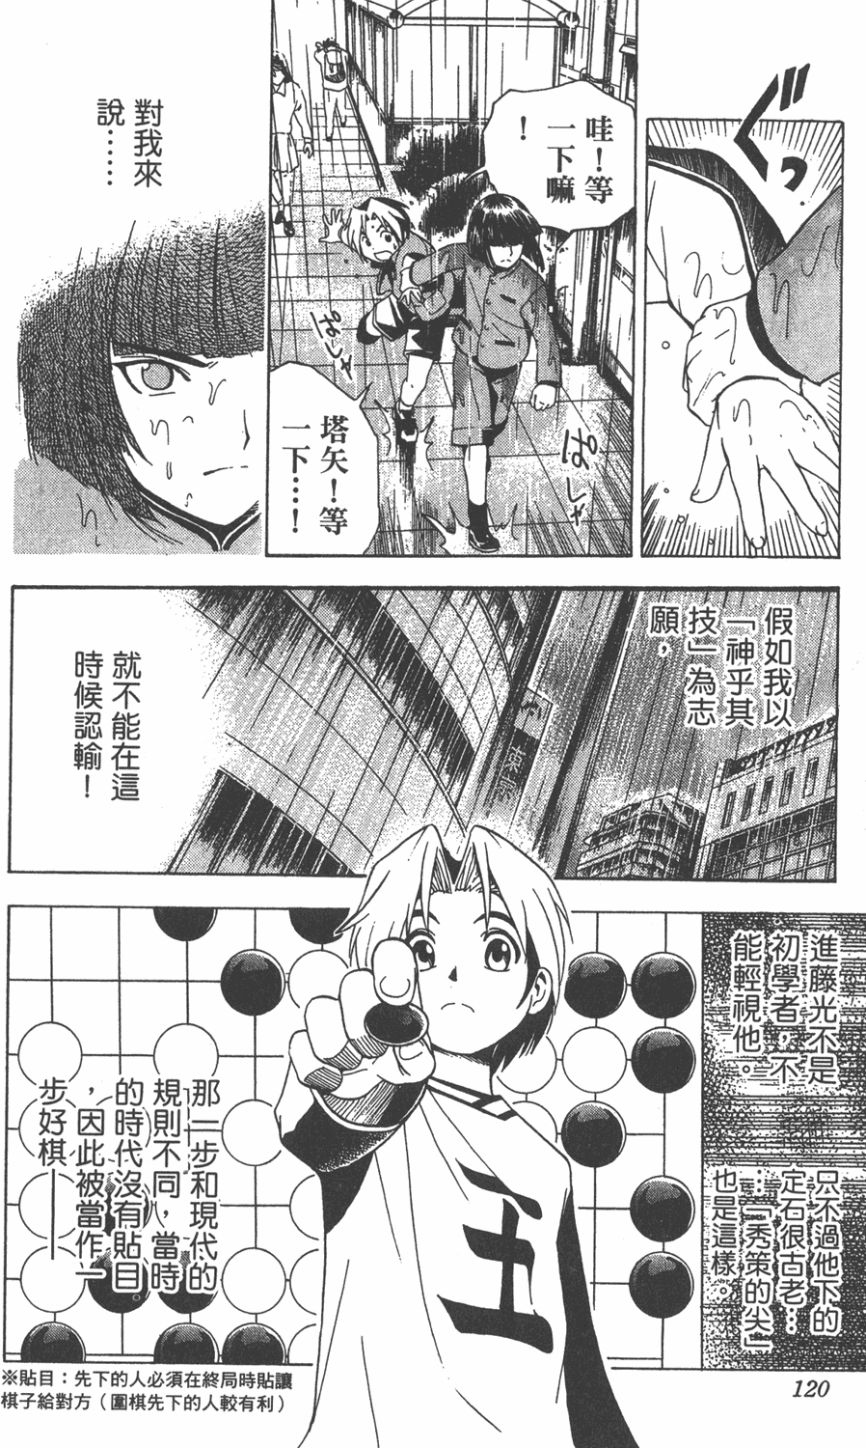 ぐっ
哇！等
一下嘛
！
ぱしゃ
ぱしゃ
塔矢！等
一下…！
對我來
說……
假如我以
「神乎其
技」為志
願，
就不能在這
時候認輸！
進藤光不是
初學者，不
能輕視他。
只不過他下的
定石很古老…
…「秀策的尖」
也是這樣。
那一步和現代的
規則不同，當時
的時代沒有貼目
，因此被當作一
步好棋——
王
※貼目：先下的人必須在終局時貼讓
棋子給對方（圍棋先下的人較有利）
120